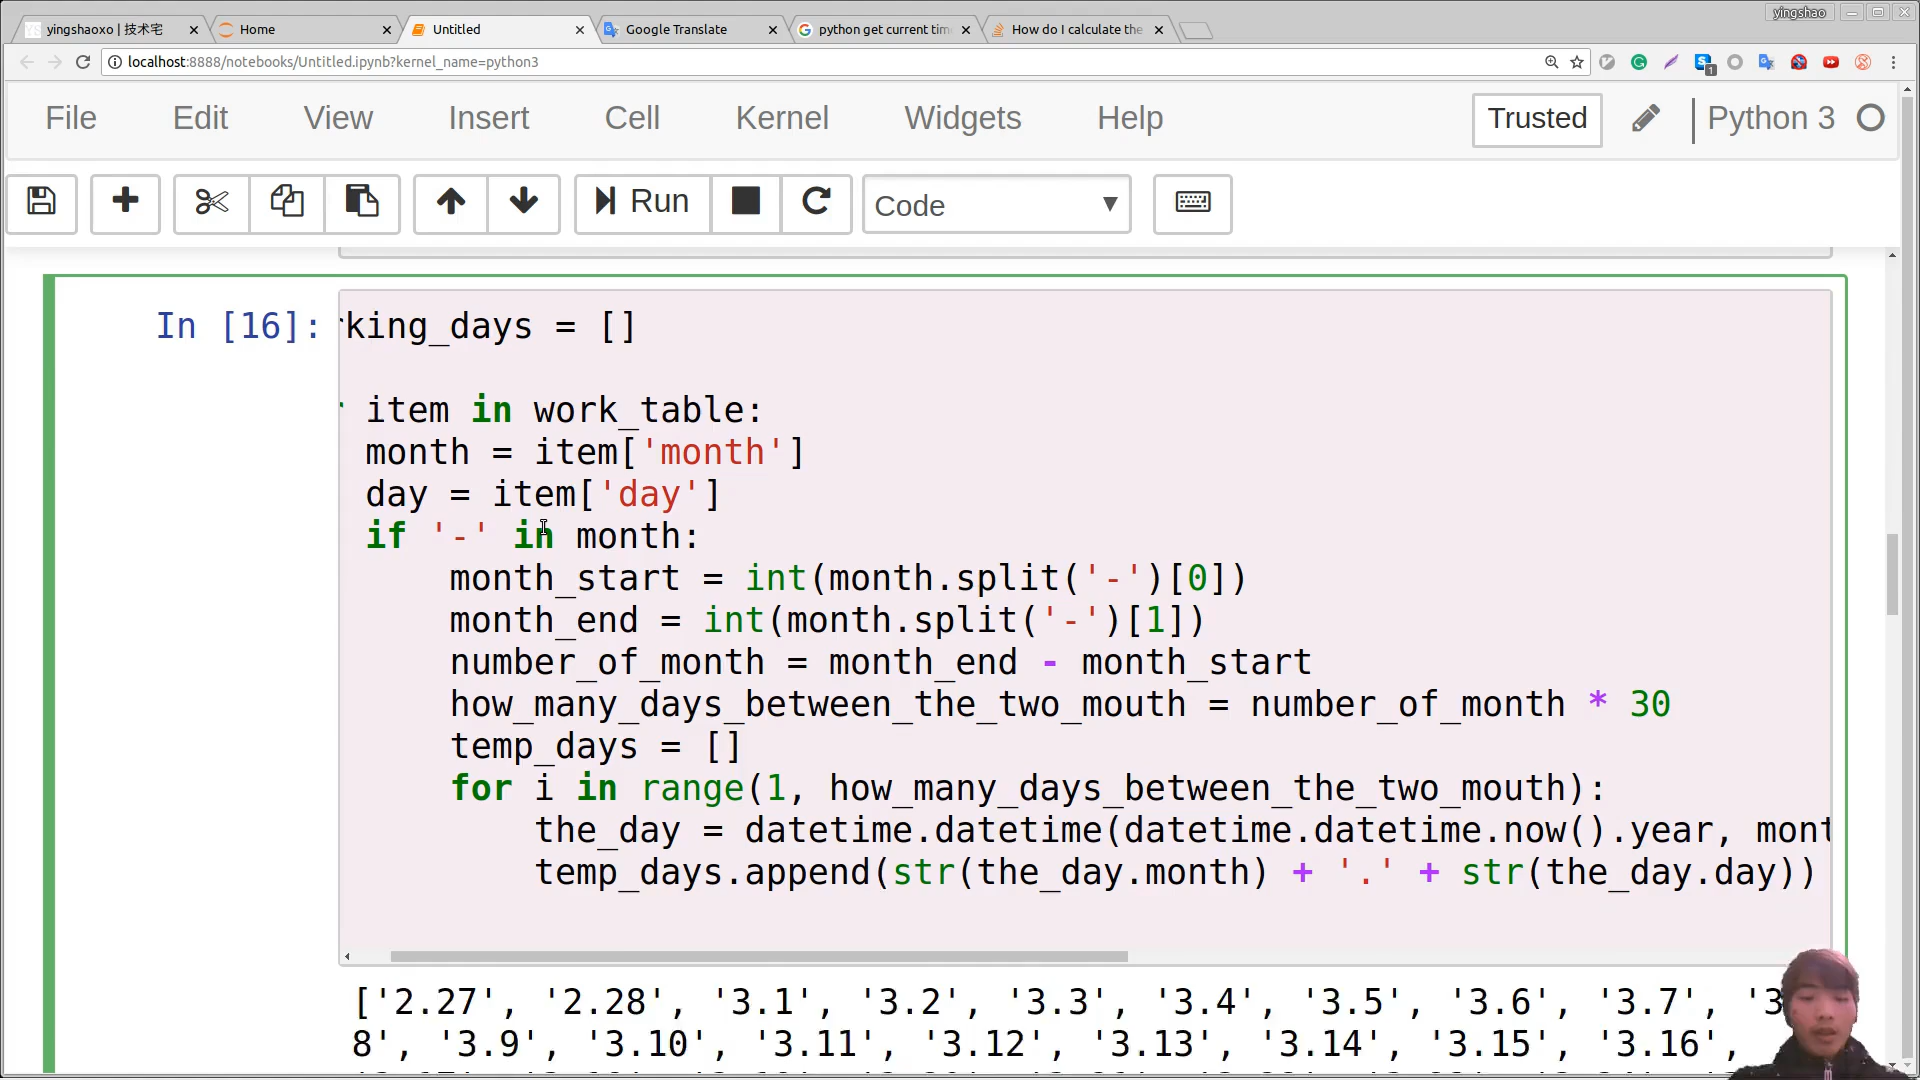 yingshao
yingshaoxo | 技术宅
Home
Untitled
Google Translate
python get current tim
How do I calculate the
localhost:8888/notebooks/Untitled.ipynb?kernel_name=python3
File Edit View Insert Cell Kernel Widgets Help Trusted Python 3
Run Code
In [16]:
rking_days = []
r item in work_table:
month = item['month']
day = item['day']
if '-' in month:
month_start = int(month.split('-')[0])
month_end = int(month.split('-')[1])
number_of_month = month_end - month_start
how_many_days_between_the_two_mouth = number_of_month * 30
temp_days = []
for i in range(1, how_many_days_between_the_two_mouth):
the_day = datetime.datetime(datetime.datetime.now().year, mont
temp_days.append(str(the_day.month) + '.' + str(the_day.day))
['2.27', '2.28', '3.1', '3.2', '3.3', '3.4', '3.5', '3.6', '3.7', '3
8', '3.9', '3.10', '3.11', '3.12', '3.13', '3.14', '3.15', '3.16',